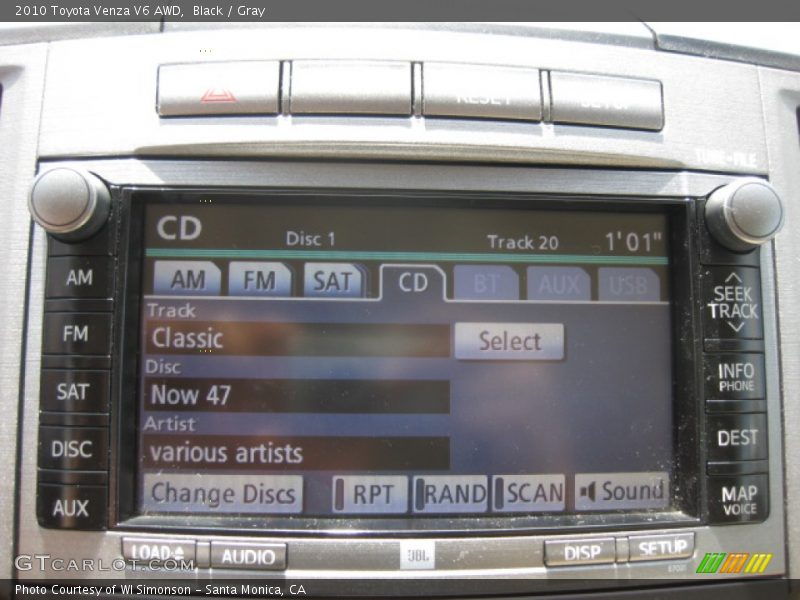 2010 Toyota Venza V6 AWD, Black / Gray
RESET
SETUP
TUNE•FILE
CD Disc 1 Track 20 1'01"
AM FM SAT CD BT AUX USB
Track
Classic Select
Disc
Now 47
Artist
various artists
Change Discs RPT RAND SCAN Sound
AM
FM
SAT
DISC
AUX
SEEK
TRACK
INFO
PHONE
DEST
MAP
VOICE
LOAD AUDIO JBL DISP SETUP
E7021
GTCARLOT.COM
Photo Courtesy of WI Simonson – Santa Monica, CA